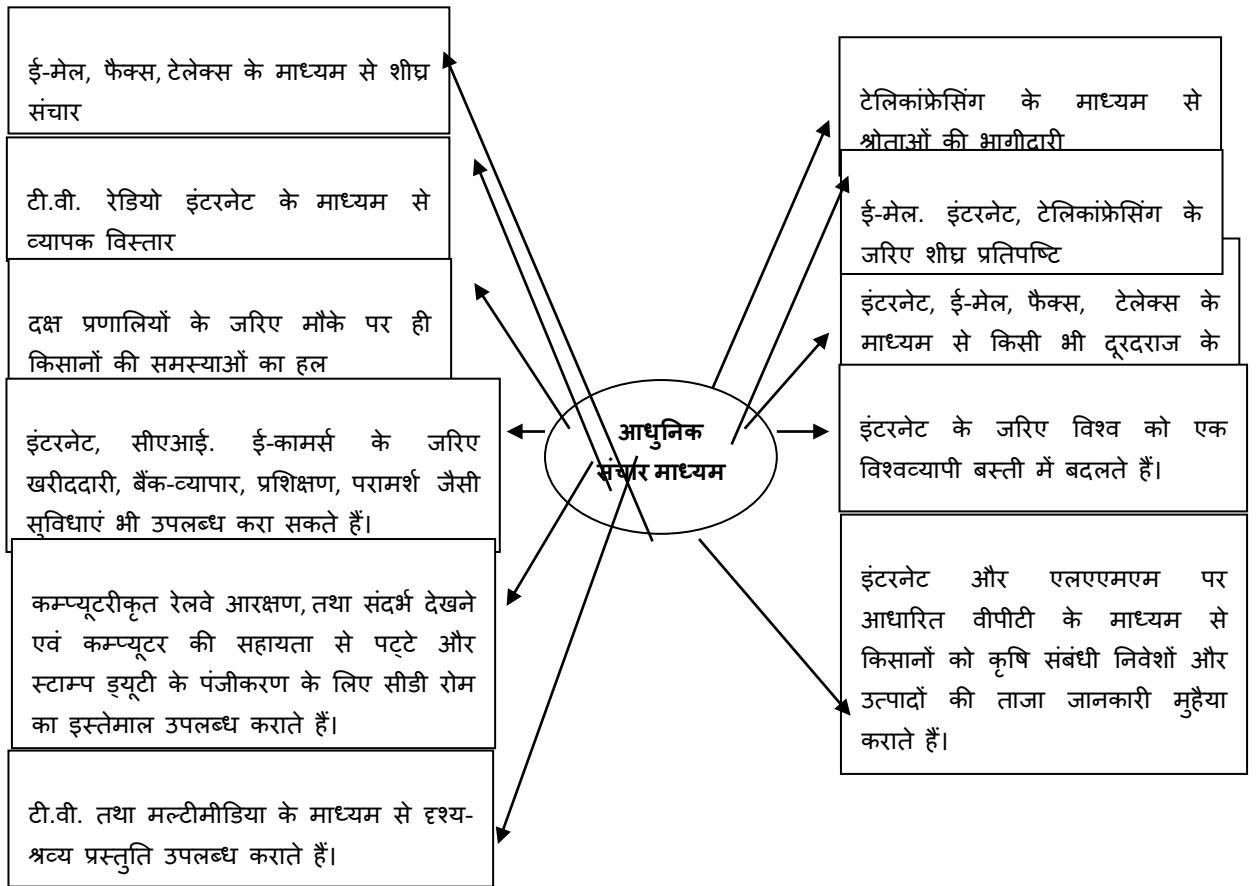 ई-मेल, फैक्स, टेलेक्स के माध्यम से शीघ्र
संचार
टी.वी. रेडियो इंटरनेट के माध्यम से
व्यापक विस्तार
दक्ष प्रणालियों के जरिए मौके पर ही
किसानों की समस्याओं का हल
इंटरनेट, सीएआई. ई-कामर्स के जरिए
खरीददारी, बैंक-व्यापार, प्रशिक्षण, परामर्श जैसी
सुविधाएं भी उपलब्ध करा सकते हैं।
कम्प्यूटरीकृत रेलवे आरक्षण, तथा संदर्भ देखने
एवं कम्प्यूटर की सहायता से पट्टे और
स्टाम्प ड्यूटी के पंजीकरण के लिए सीडी रोम
का इस्तेमाल उपलब्ध कराते हैं।
टी.वी. तथा मल्टीमीडिया के माध्यम से दृश्य-
श्रव्य प्रस्तुति उपलब्ध कराते हैं।
आधुनिक
संचार माध्यम
टेलिकांफ्रेसिंग के माध्यम से
श्रोताओं की भागीदारी
ई-मेल. इंटरनेट, टेलिकांफ्रेसिंग के
जरिए शीघ्र प्रतिपष्टि
इंटरनेट, ई-मेल, फैक्स, टेलेक्स के
माध्यम से किसी भी दूरदराज के
इंटरनेट के जरिए विश्व को एक
विश्वव्यापी बस्ती में बदलते हैं।
इंटरनेट और एलएएमएम पर
आधारित वीपीटी के माध्यम से
किसानों को कृषि संबंधी निवेशों और
उत्पादों की ताजा जानकारी मुहैया
कराते हैं।